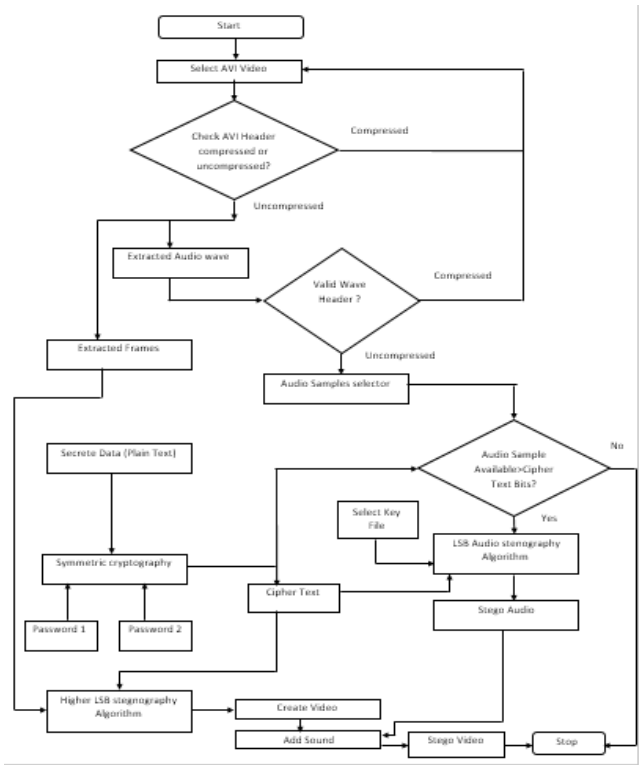 Start
Select AVI Video
Check AVI Header
compressed or
uncompressed?
Compressed
Uncompressed
Extracted Audio wave
Valid Wave
Header ?
Compressed
Extracted Frames
Uncompressed
Audio Samples selector
Secrete Data (Plain Text)
Audio Sample
Available>Cipher
Text Bits?
No
Yes
Select Key
File
LSB Audio stenography
Algorithm
Symmetric cryptography
Cipher Text
Stego Audio
Password 1
Password 2
Higher LSB stegnography
Algorithm
Create Video
Add Sound
Stego Video
Stop